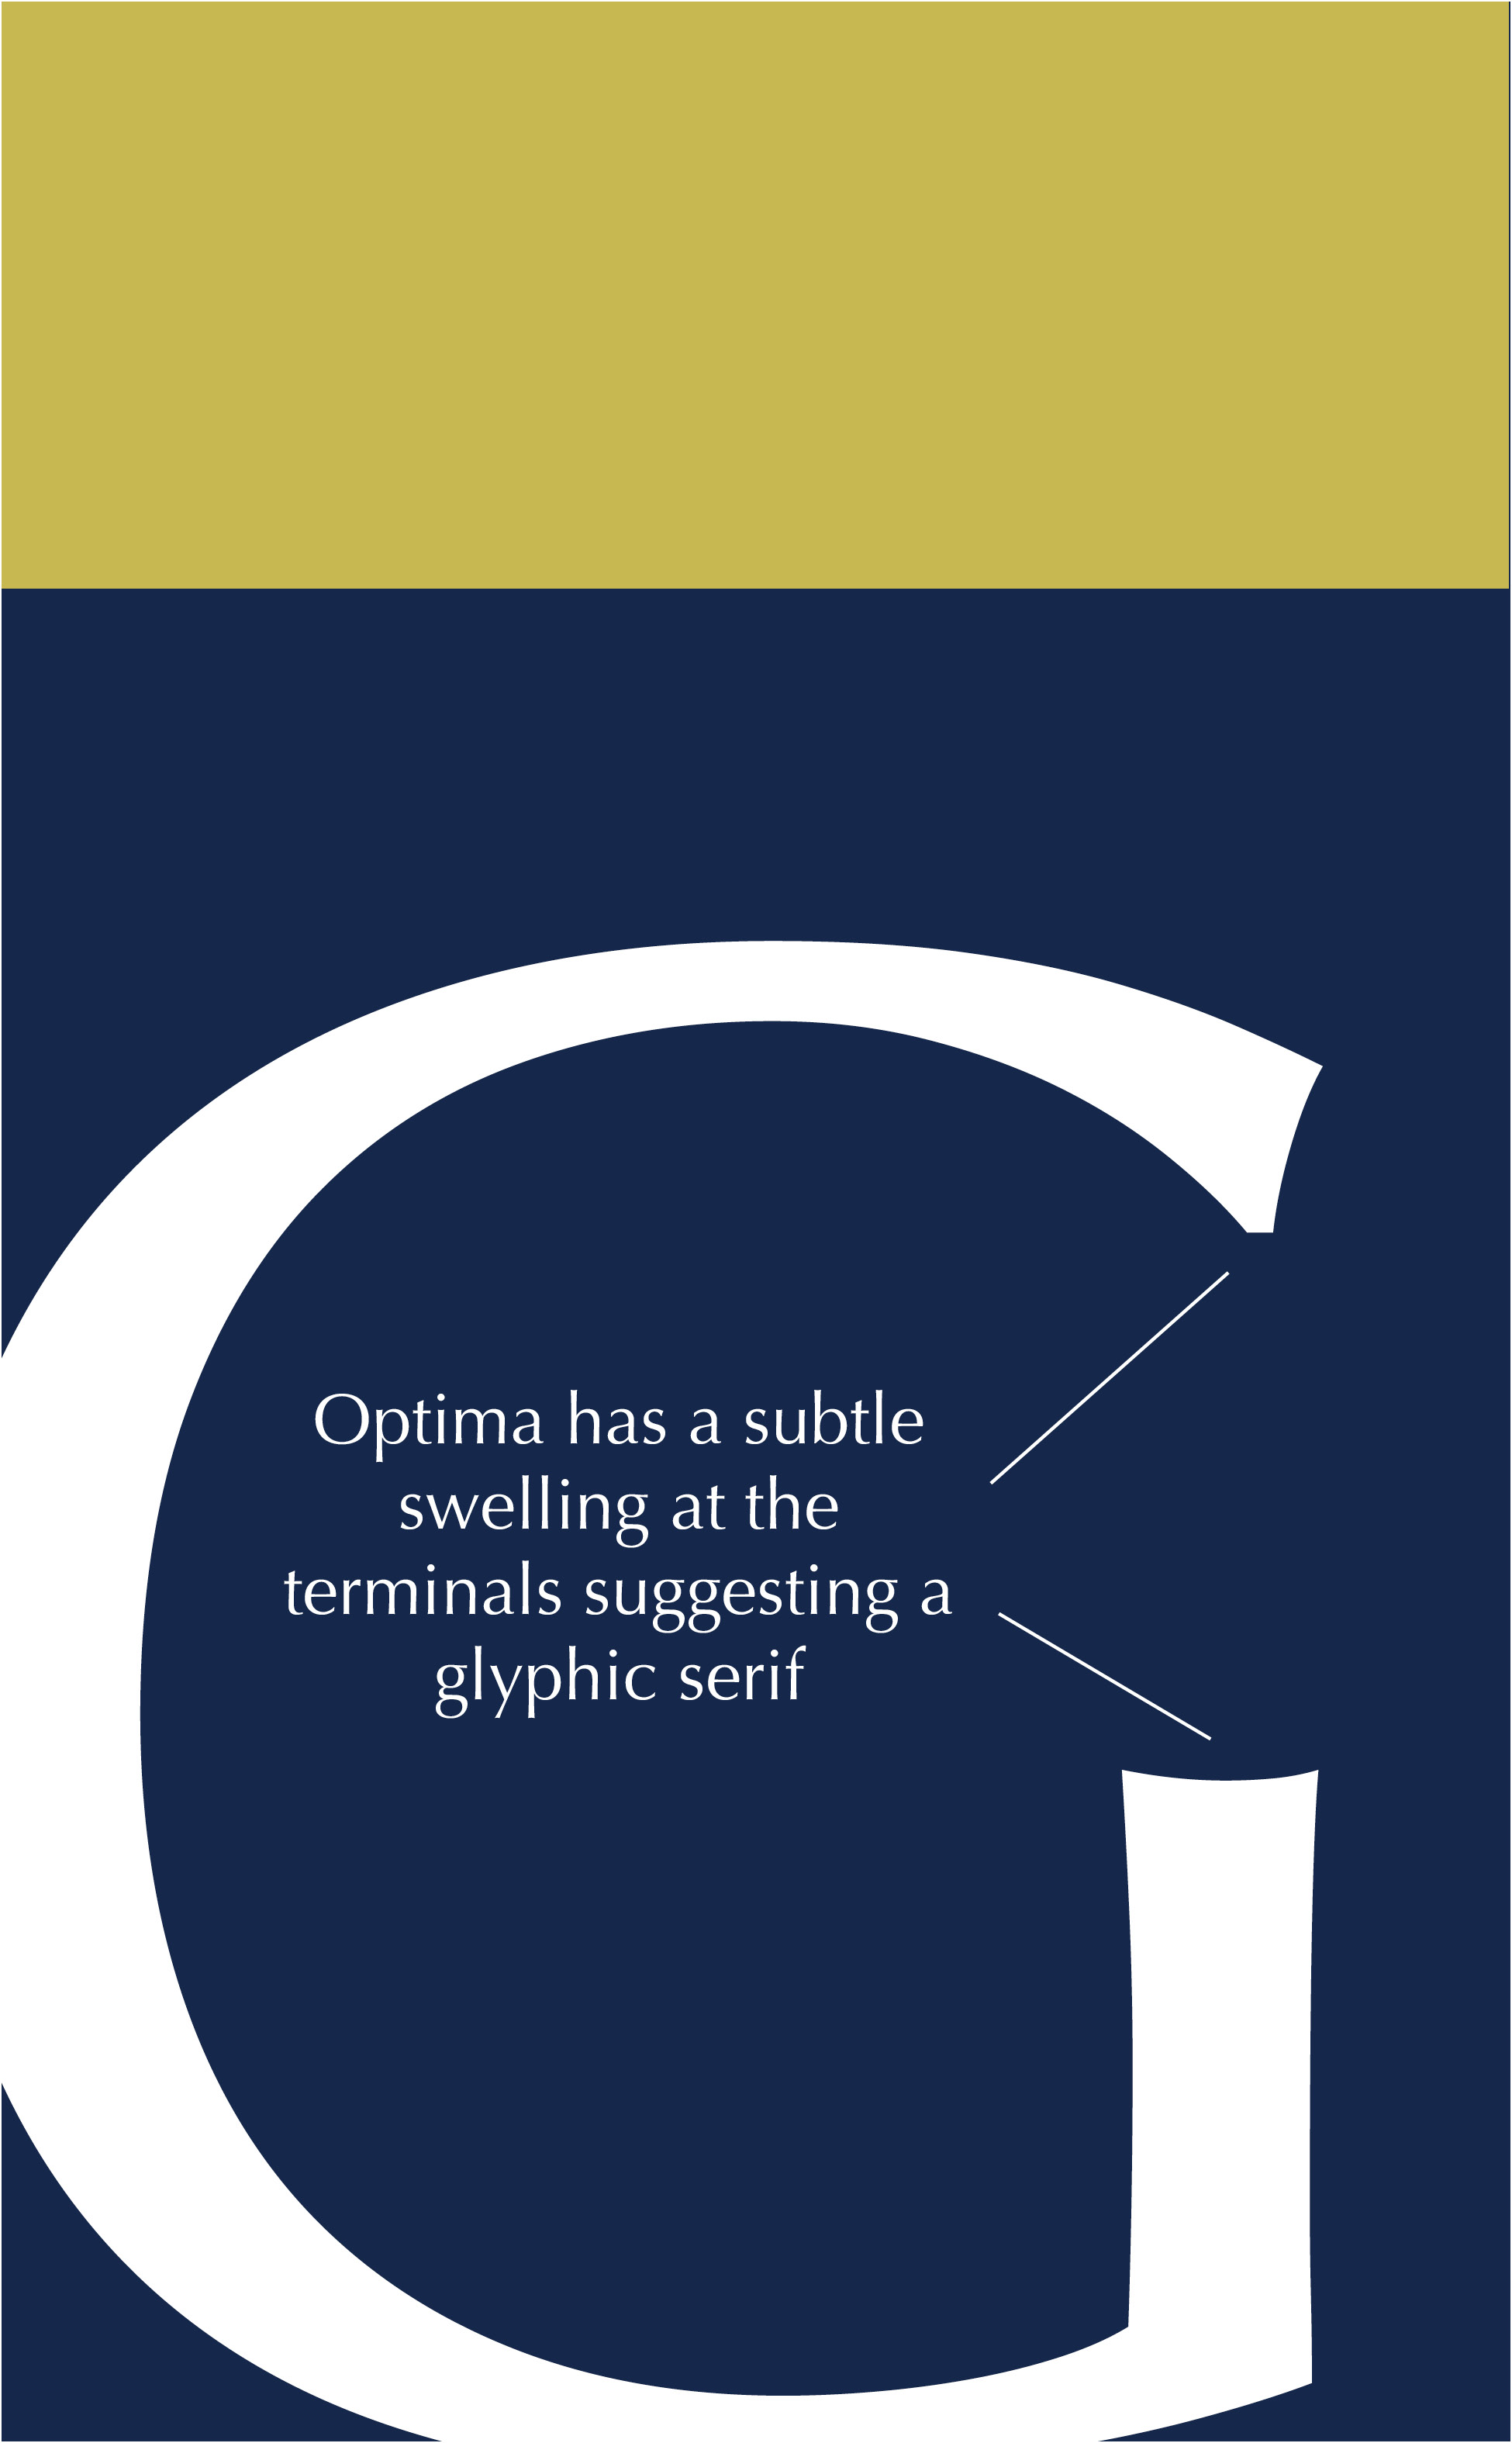 G
Optima has a subtle
swelling at the
terminals suggesting a
glyphic serif